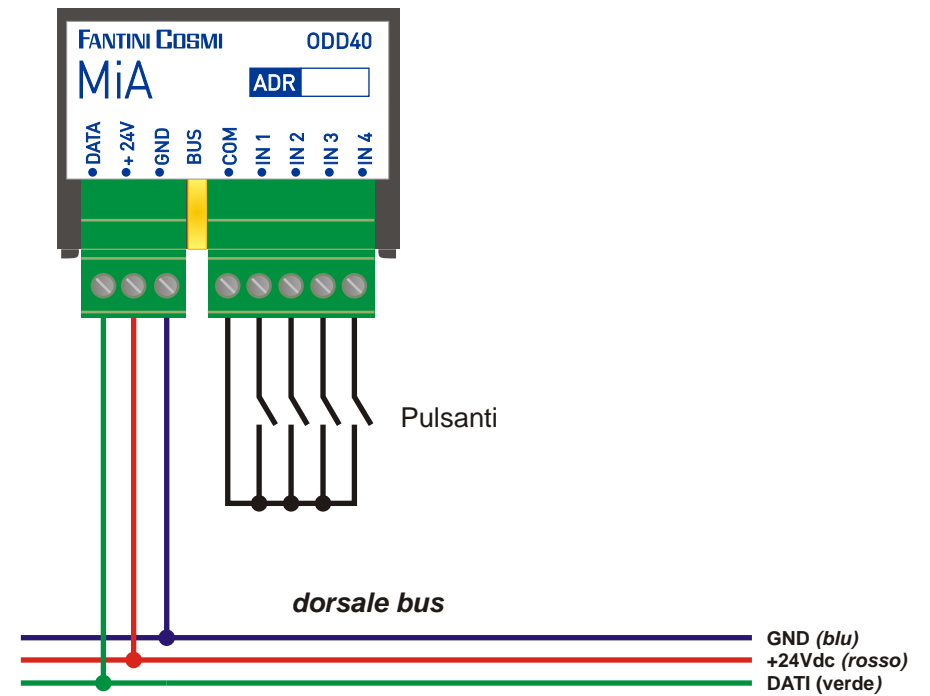 FANTINI COSMI ODD40
MiA ADR
DATA +24V GND BUS COM IN 1 IN 2 IN 3 IN 4
Pulsanti
dorsale bus
GND (blu)
+24Vdc (rosso)
DATI (verde)